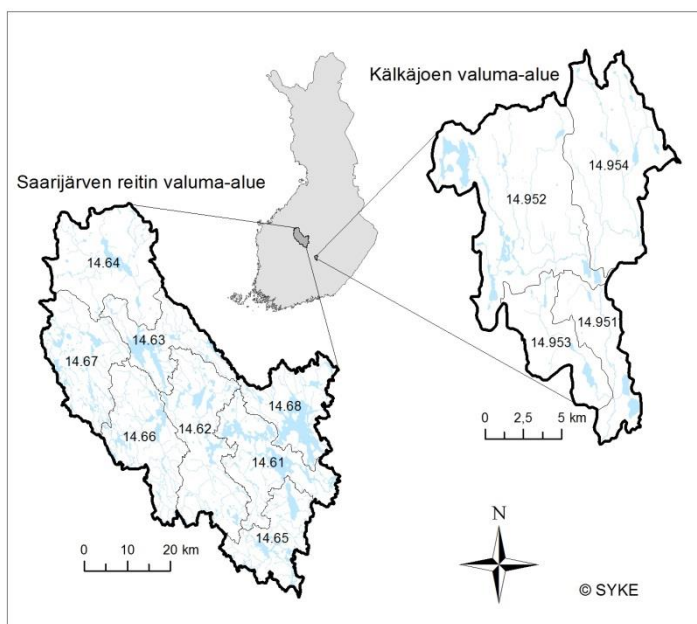 Kälkäjoen valuma-alue
Saarijärven reitin valuma-alue
14.954
14.952
14.64
14.951
14.63
14.953
14.67
14.68
14.62
14.66
14.61
0 2,5 5 km
N
14.65
0 10 20 km
© SYKE